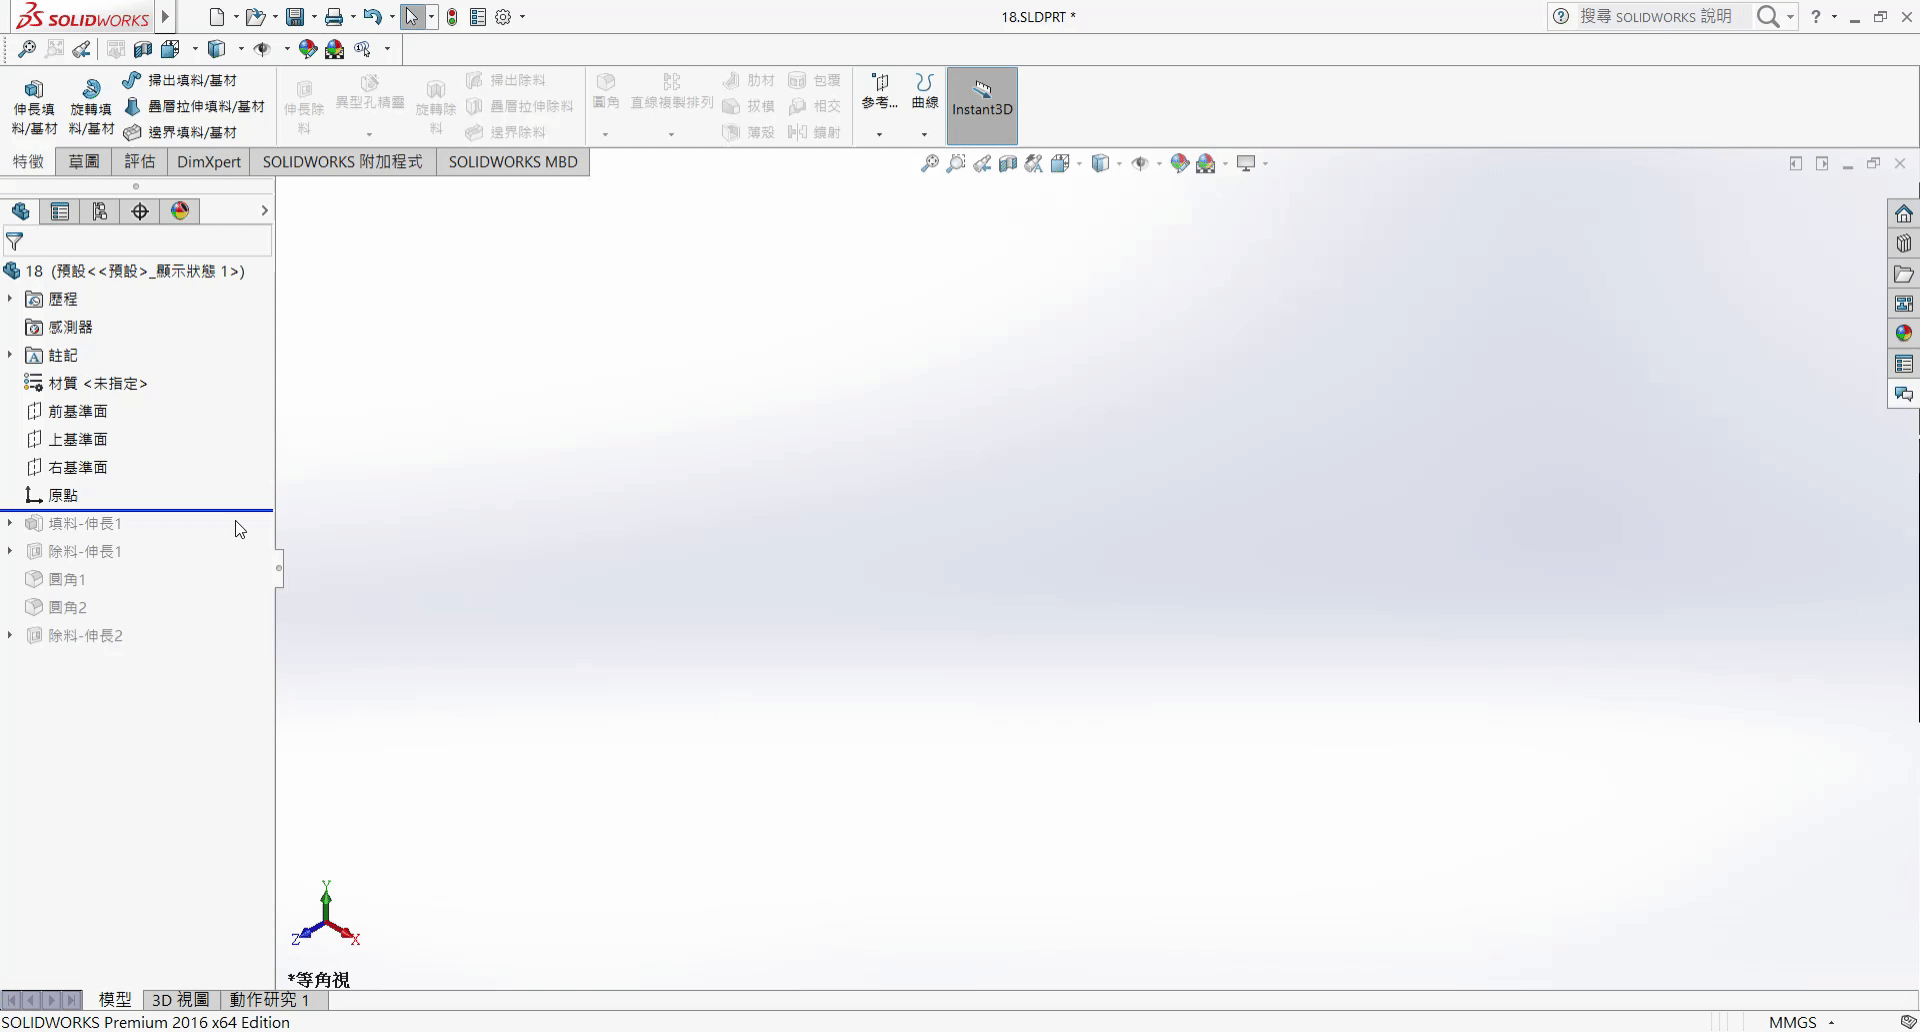 SOLIDWORKS
18.SLDPRT *
搜尋 SOLIDWORKS 說明
伸長填料/基材
旋轉填料/基材
掃出填料/基材
疊層拉伸填料/基材
邊界填料/基材
伸長除料
異型孔精靈
旋轉除料
掃出除料
疊層拉伸除料
邊界除料
圓角
直線複製排列
肋材
拔模
薄殼
包覆
相交
鏡射
參考...
曲線
Instant3D
特徵
草圖
評估
DimXpert
SOLIDWORKS 附加程式
SOLIDWORKS MBD
18 (預設<<預設>_顯示狀態 1>)
歷程
感測器
註記
材質 <未指定>
前基準面
上基準面
右基準面
原點
填料-伸長1
除料-伸長1
圓角1
圓角2
除料-伸長2
Y
Z
X
*等角視
模型
3D 視圖
動作研究 1
SOLIDWORKS Premium 2016 x64 Edition
MMGS